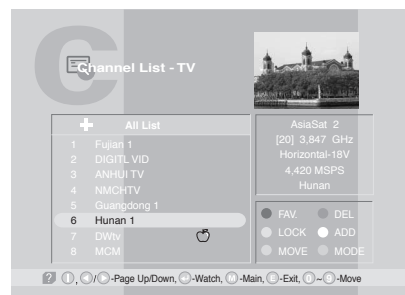 Channel List - TV
All List
1 Fujian 1
2 DIGITL VID
3 ANHUI TV
4 NMCHTV
5 Guangdong 1
6 Hunan 1
7 DWtv
8 MCM
AsiaSat 2
[20] 3,847 GHz
Horizontal-18V
4,420 MSPS
Hunan
FAV. DEL
LOCK ADD
MOVE MODE
-Page Up/Down, -Watch, M -Main, E -Exit, 0 ~ 9 -Move